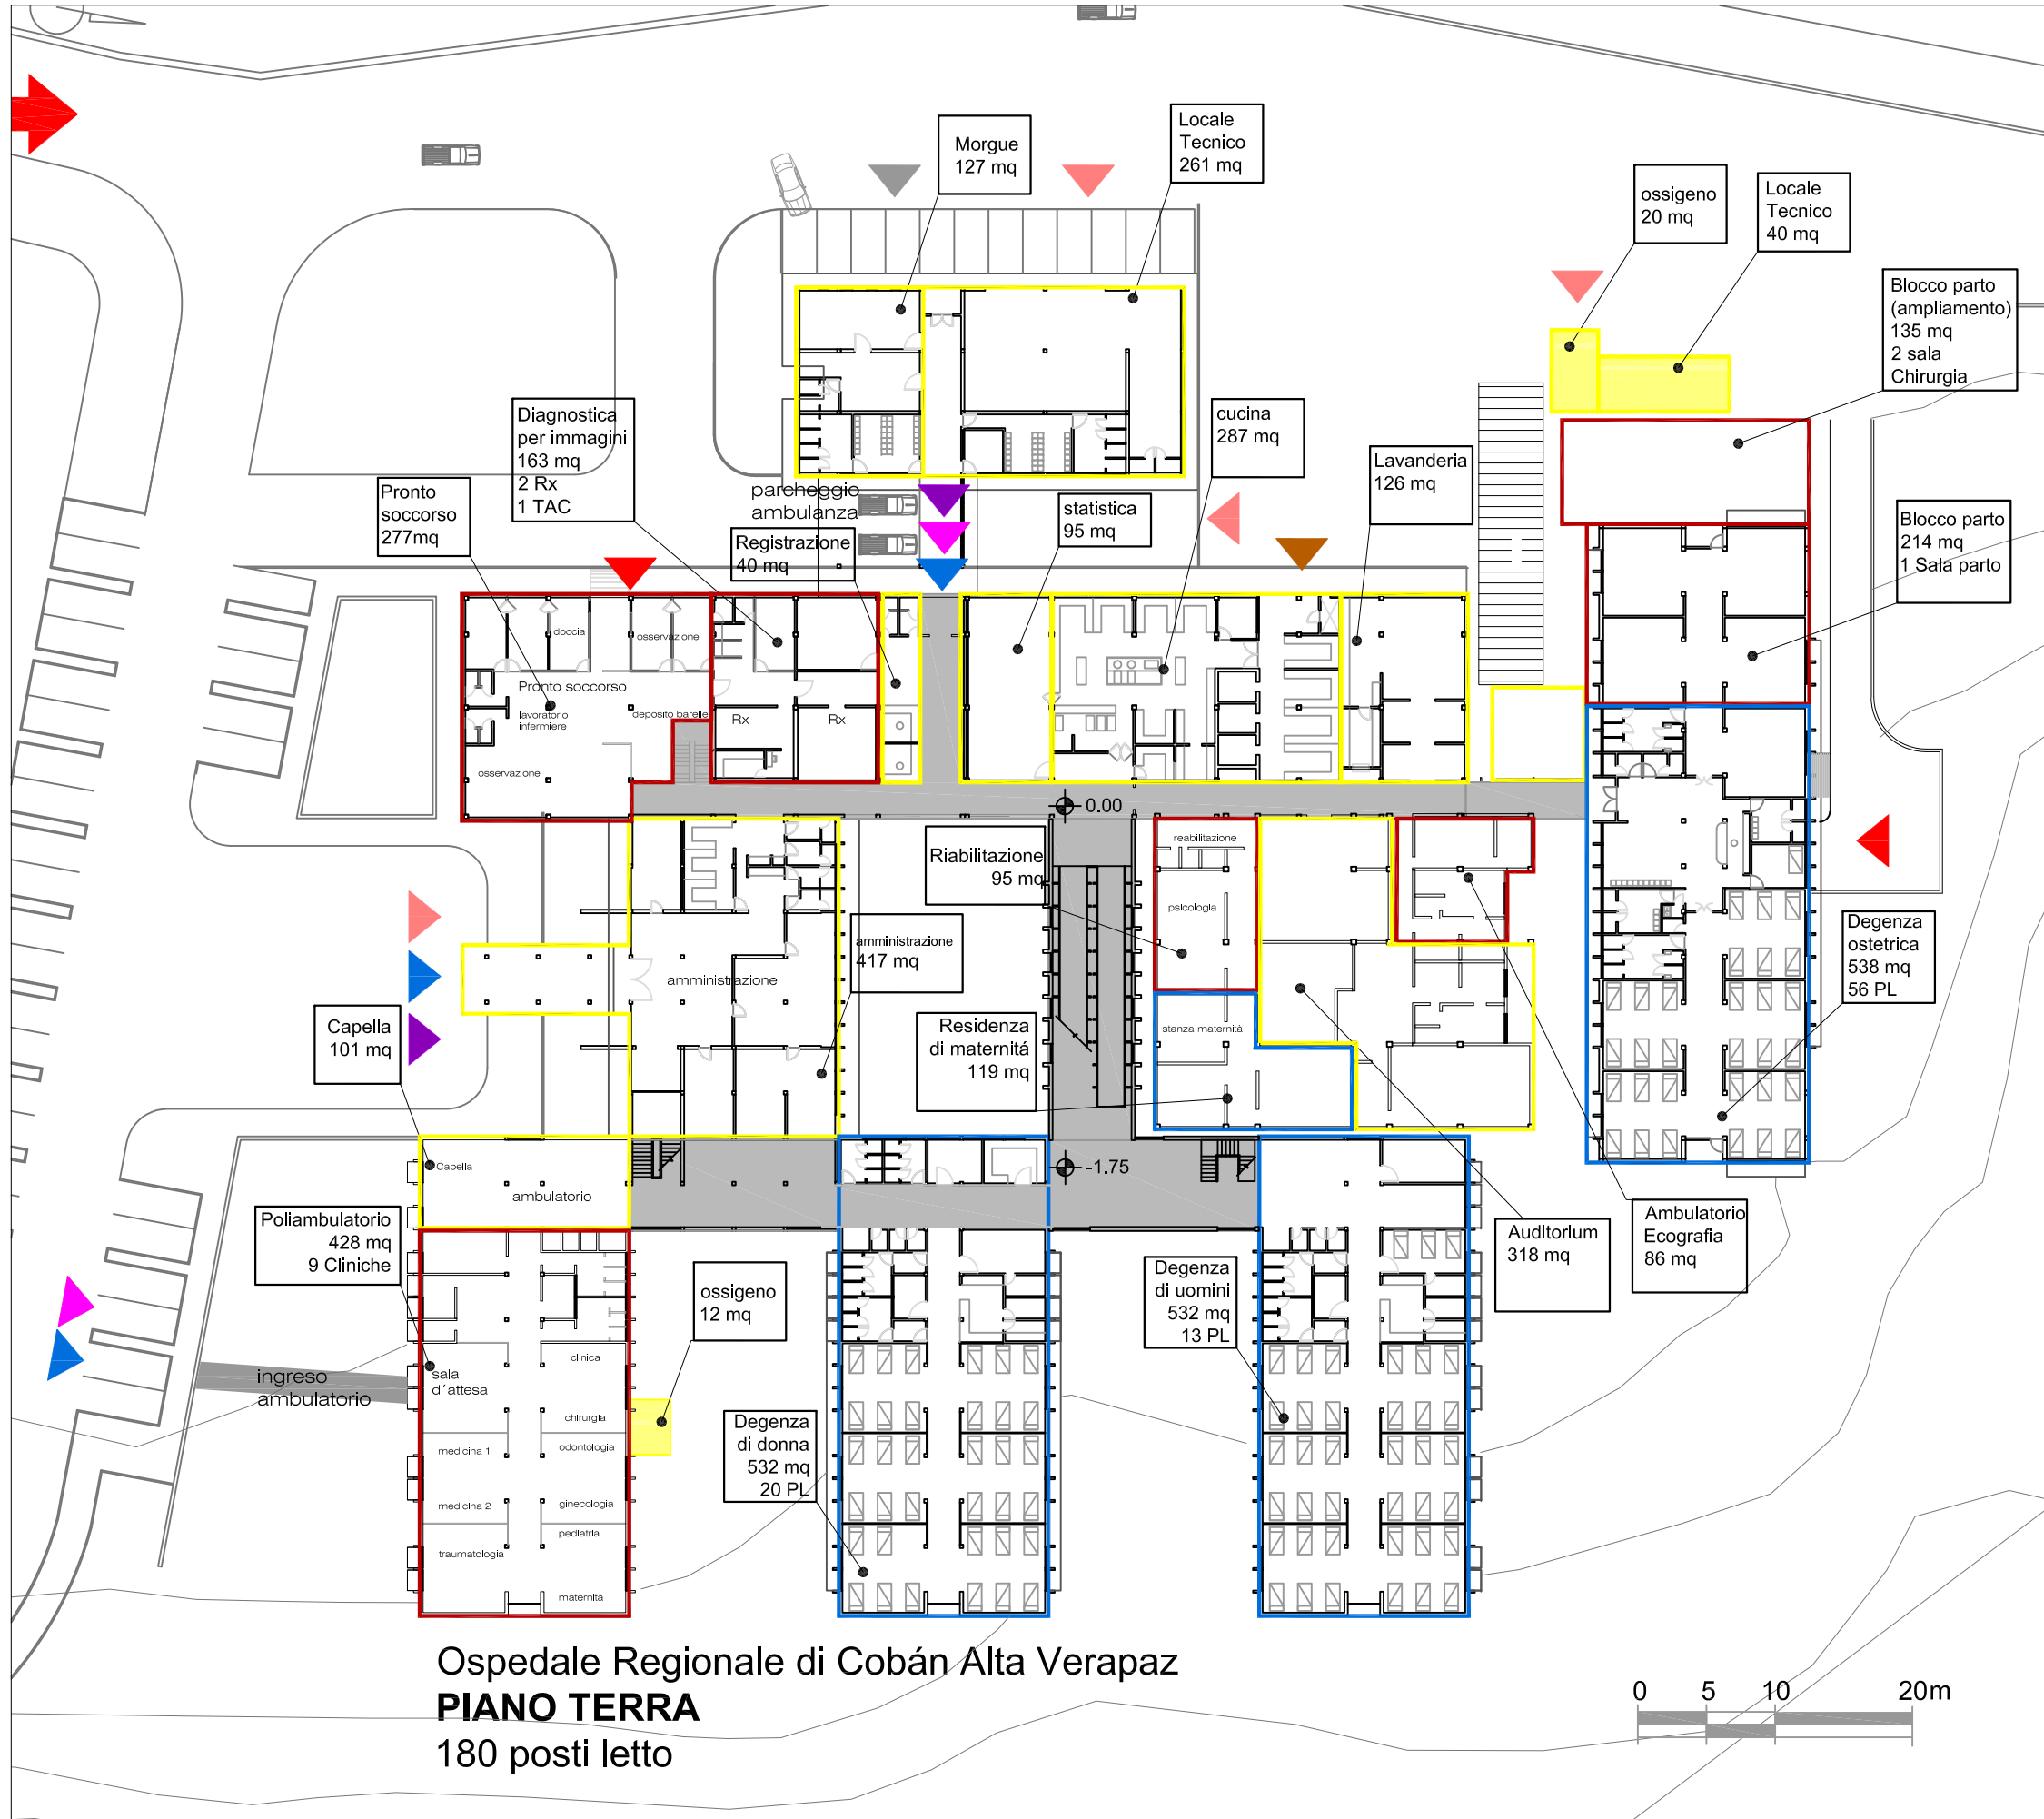 Morgue
127 mq
Locale
Tecnico
261 mq
ossigeno
20 mq
Locale
Tecnico
40 mq
Blocco parto
(ampliamento)
135 mq
2 sala
Chirurgia
Diagnostica
per immagini
163 mq
2 Rx
1 TAC
cucina
287 mq
Lavanderia
126 mq
Pronto
soccorso
277mq
parcheggio
ambulanza
statistica
95 mq
Blocco parto
214 mq
1 Sala parto
Registrazione
40 mq
doccia
osservazione
Pronto soccorso
lavoratorio
infermiere
deposito barelle
Rx
Rx
osservazione
0.00
reabilitazione
Riabilitazione
95 mq
psicologia
amministrazione
417 mq
amministrazione
Degenza
ostetrica
538 mq
56 PL
Capella
101 mq
Residenza
di maternitá
119 mq
stanza maternità
Capella
ambulatorio
-1.75
Poliambulatorio
428 mq
9 Cliniche
Auditorium
318 mq
Ambulatorio
Ecografia
86 mq
ossigeno
12 mq
Degenza
di uomini
532 mq
13 PL
ingreso
ambulatorio
sala
d´attesa
clinica
chirurgia
medicina 1
odontologia
Degenza
di donna
532 mq
20 PL
medicina 2
ginecologia
pediatria
traumatologia
maternità
Ospedale Regionale di Cobán Alta Verapaz
PIANO TERRA
180 posti letto
0 5 10 20m